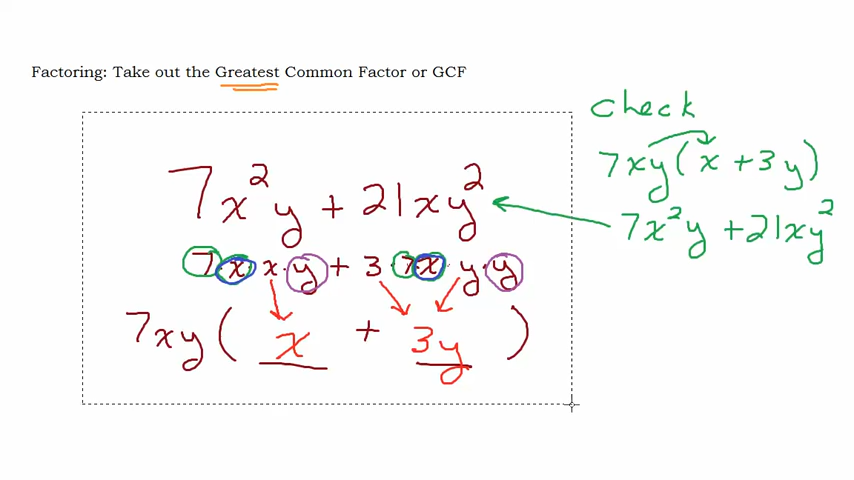 Factoring: Take out the Greatest Common Factor or GCF
check
7xy(x + 3y)
7x²y + 21xy²
7x²y + 21xy²
7·x·x·y + 3·7·x·y·y
7xy( x + 3y )